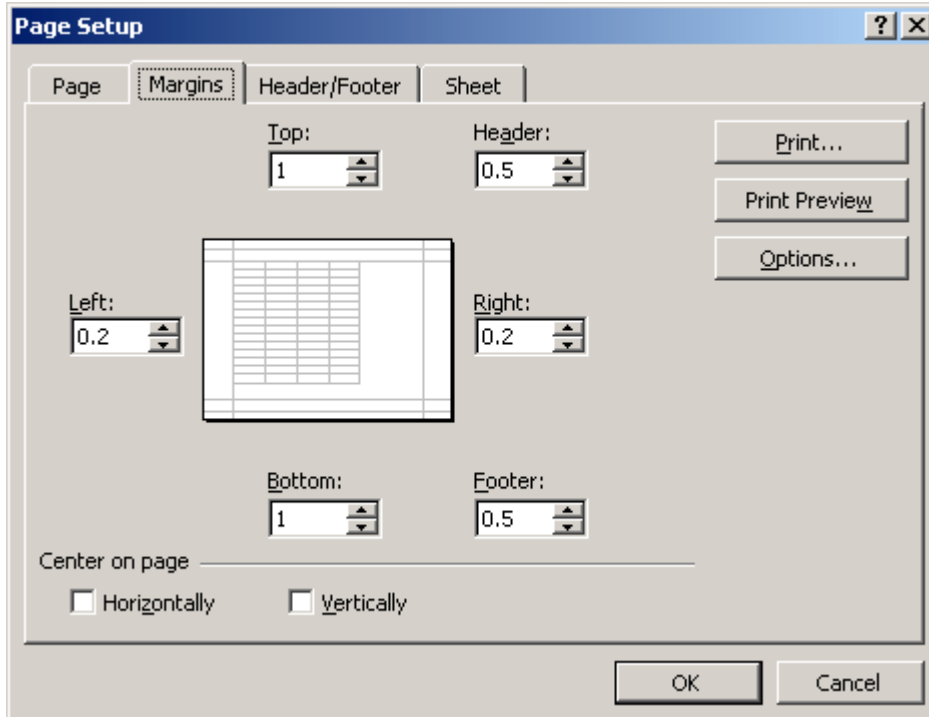 Page Setup
Page Margins Header/Footer Sheet
Top: Header:
1 0.5
Print...
Print Preview
Options...
Left: Right:
0.2 0.2
Bottom: Footer:
1 0.5
Center on page
Horizontally Vertically
OK Cancel